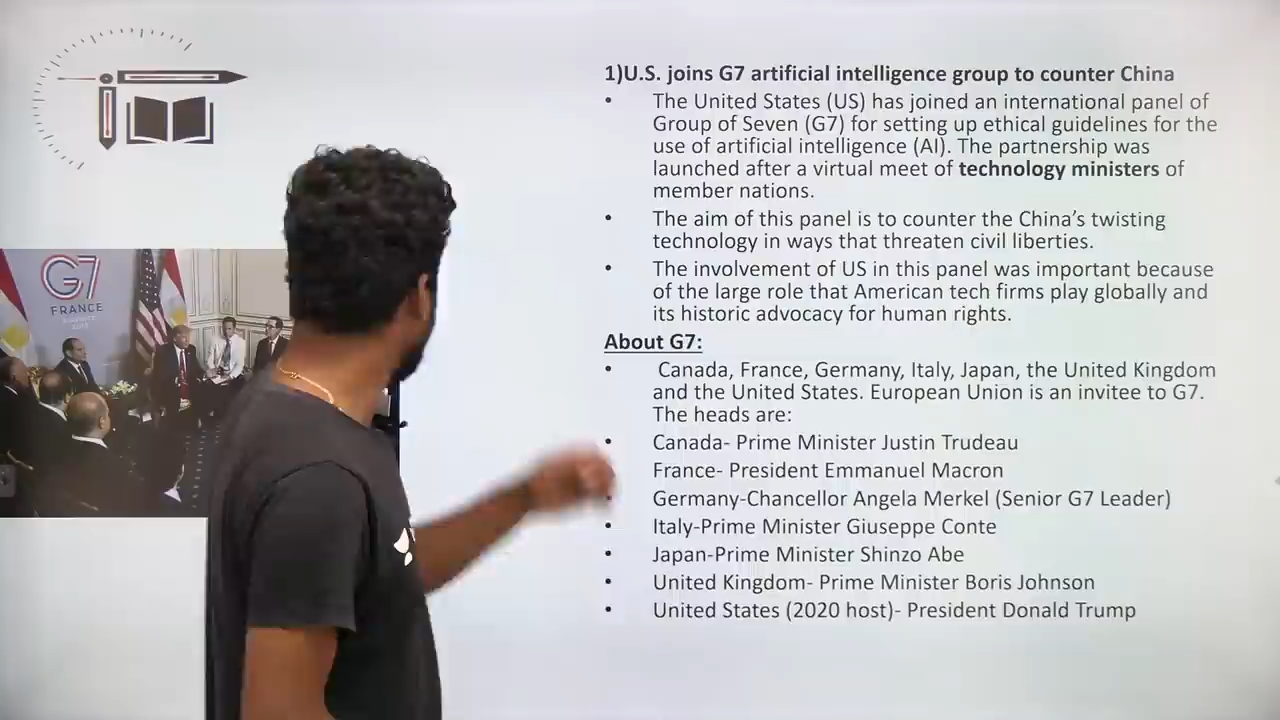 1)U.S. joins G7 artificial intelligence group to counter China
• The United States (US) has joined an international panel of
Group of Seven (G7) for setting up ethical guidelines for the
use of artificial intelligence (AI). The partnership was
launched after a virtual meet of technology ministers of
member nations.
• The aim of this panel is to counter the China’s twisting
technology in ways that threaten civil liberties.
• The involvement of US in this panel was important because
of the large role that American tech firms play globally and
its historic advocacy for human rights.
About G7:
• Canada, France, Germany, Italy, Japan, the United Kingdom
and the United States. European Union is an invitee to G7.
The heads are:
• Canada- Prime Minister Justin Trudeau
France- President Emmanuel Macron
• Germany-Chancellor Angela Merkel (Senior G7 Leader)
• Italy-Prime Minister Giuseppe Conte
• Japan-Prime Minister Shinzo Abe
• United Kingdom- Prime Minister Boris Johnson
• United States (2020 host)- President Donald Trump
G7
FRANCE